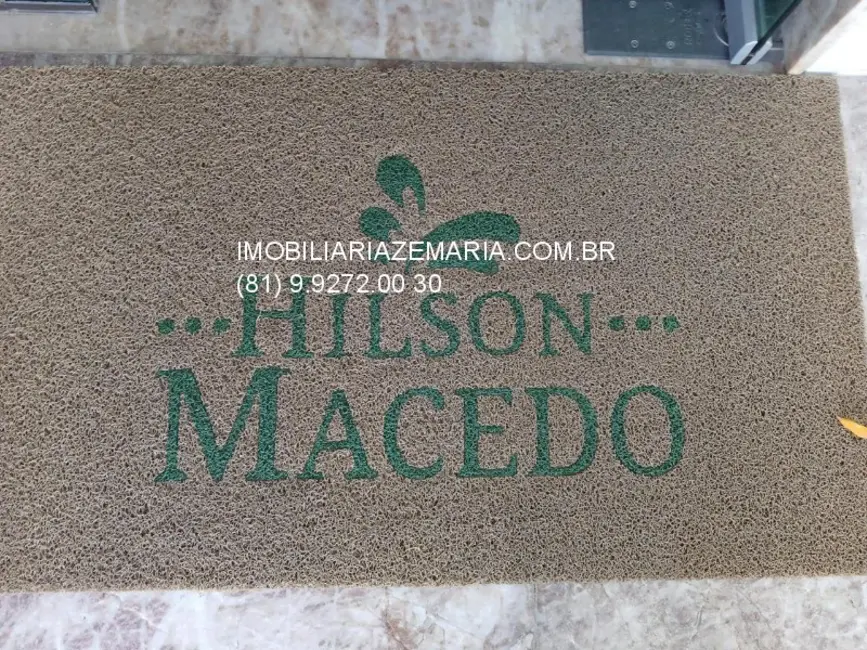 IMOBILIARIAZEMARIA.COM.BR
(81) 9.9272.00 30
HILSON
MACEDO